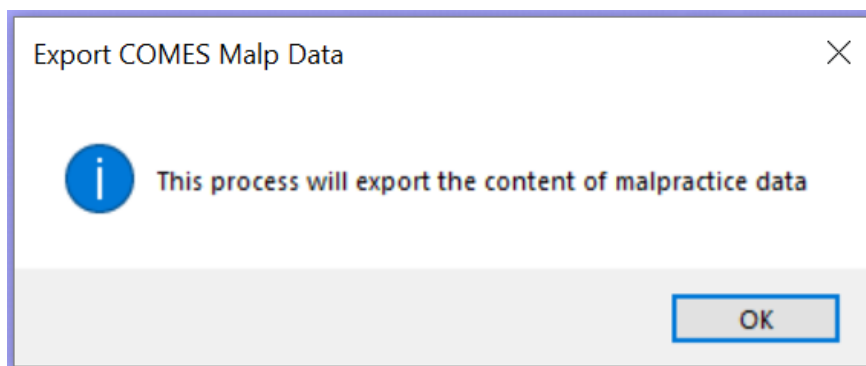 Export COMES Malp Data
This process will export the content of malpractice data
OK